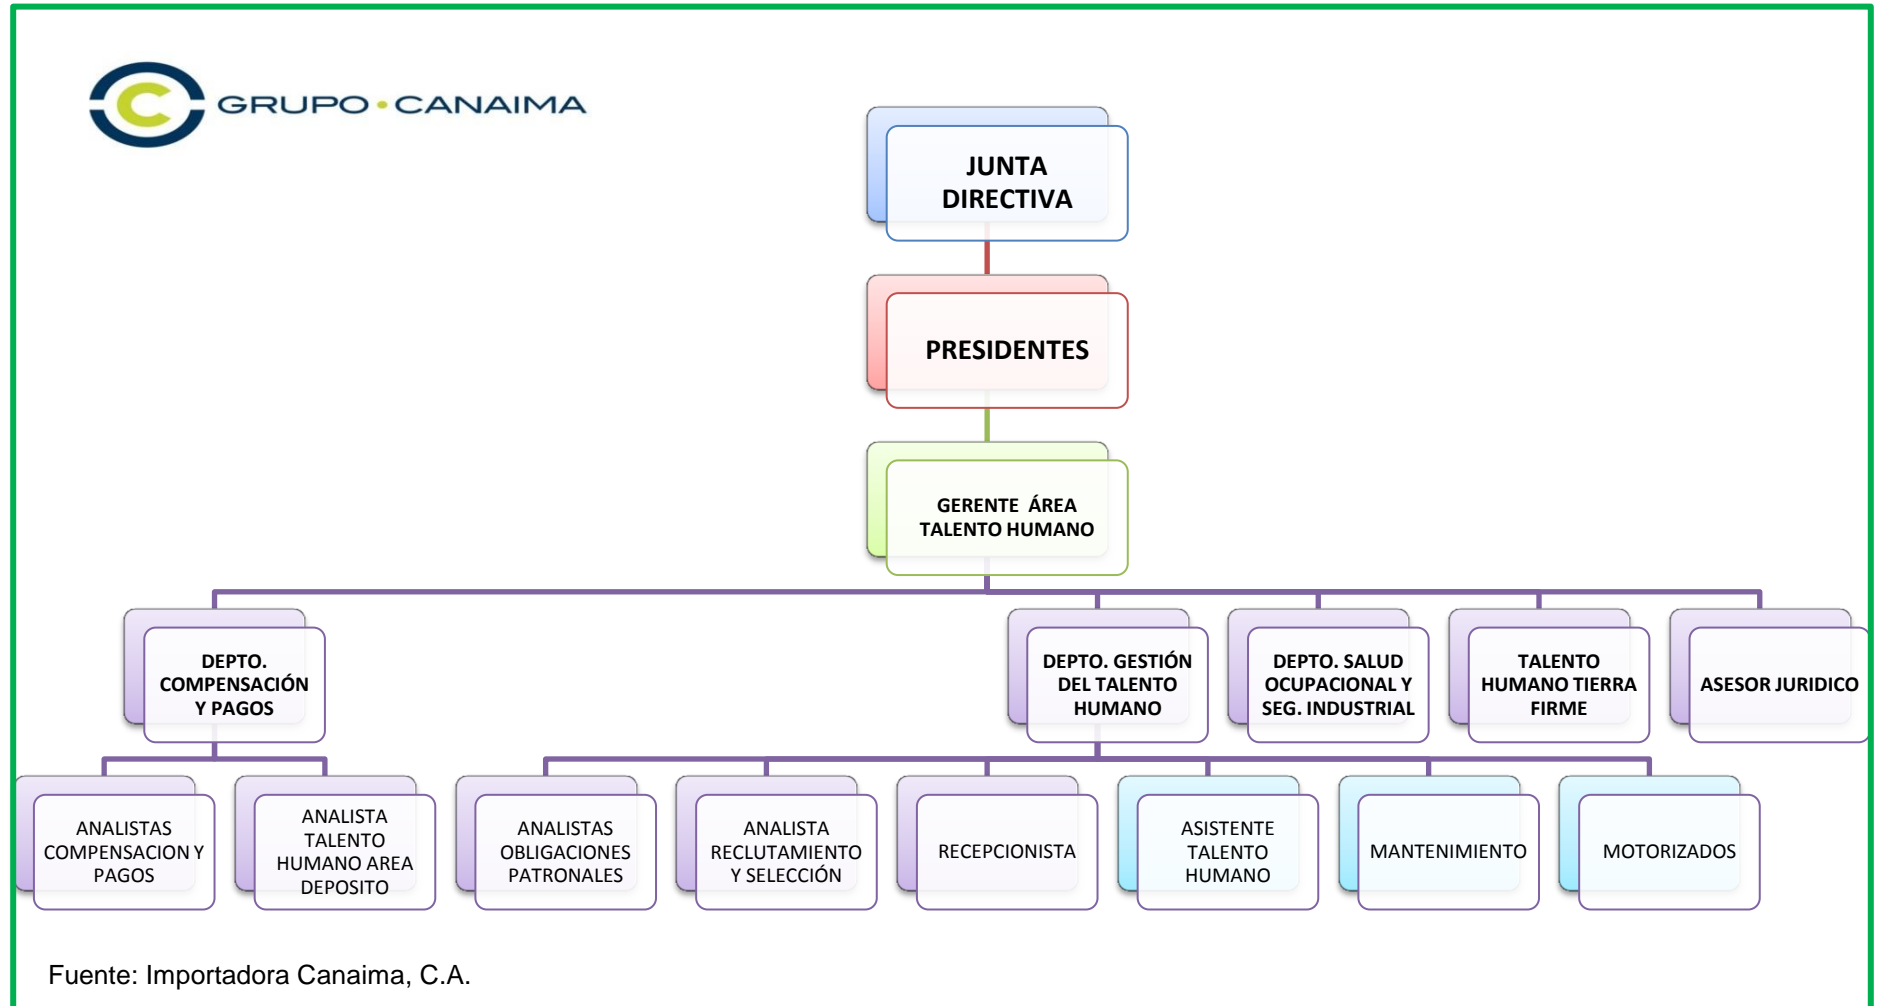 GRUPO • CANAIMA
JUNTA
DIRECTIVA
PRESIDENTES
GERENTE ÁREA
TALENTO HUMANO
DEPTO.
COMPENSACIÓN
Y PAGOS
DEPTO. GESTIÓN
DEL TALENTO
HUMANO
DEPTO. SALUD
OCUPACIONAL Y
SEG. INDUSTRIAL
TALENTO
HUMANO TIERRA
FIRME
ASESOR JURIDICO
ANALISTAS
COMPENSACION Y
PAGOS
ANALISTA
TALENTO
HUMANO AREA
DEPOSITO
ANALISTAS
OBLIGACIONES
PATRONALES
ANALISTA
RECLUTAMIENTO
Y SELECCIÓN
RECEPCIONISTA
ASISTENTE
TALENTO
HUMANO
MANTENIMIENTO
MOTORIZADOS
Fuente: Importadora Canaima, C.A.